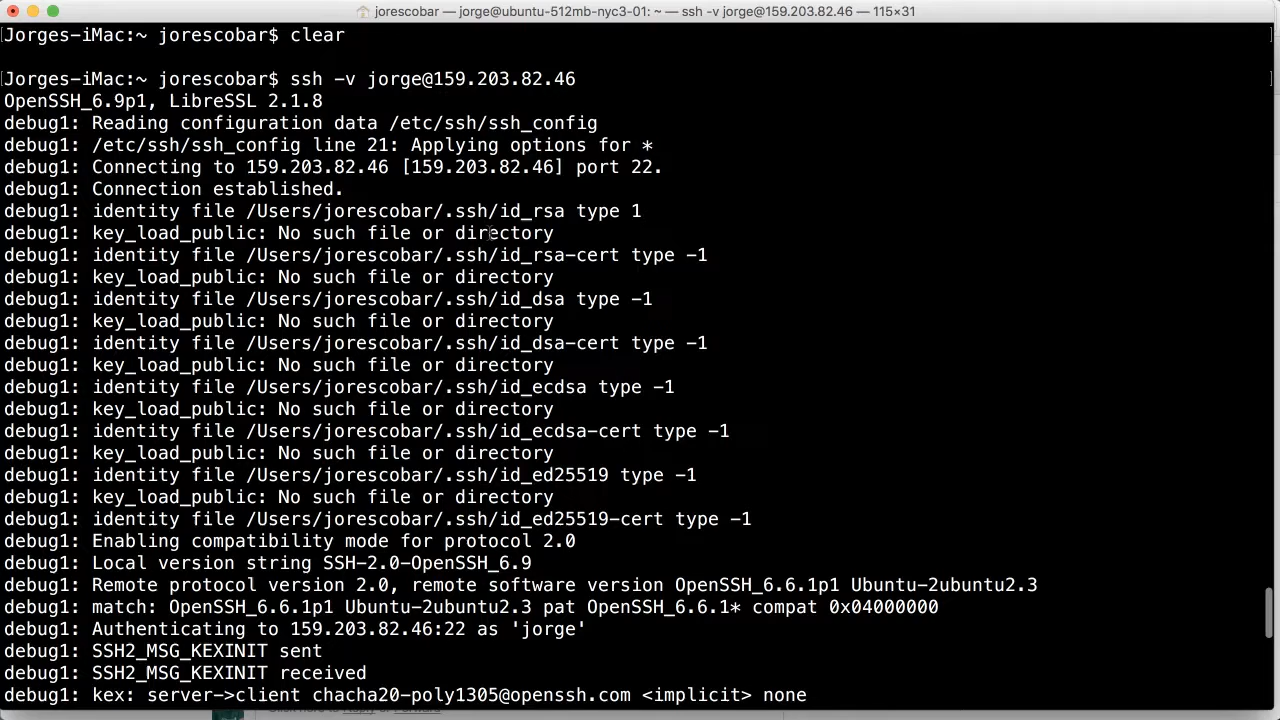 jorescobar — jorge@ubuntu-512mb-nyc3-01: ~ — ssh -v jorge@159.203.82.46 — 115×31
[Jorges-iMac:~ jorescobar$ clear ]
[Jorges-iMac:~ jorescobar$ ssh -v jorge@159.203.82.46 ]
OpenSSH_6.9p1, LibreSSL 2.1.8
debug1: Reading configuration data /etc/ssh/ssh_config
debug1: /etc/ssh/ssh_config line 21: Applying options for *
debug1: Connecting to 159.203.82.46 [159.203.82.46] port 22.
debug1: Connection established.
debug1: identity file /Users/jorescobar/.ssh/id_rsa type 1
debug1: key_load_public: No such file or directory
debug1: identity file /Users/jorescobar/.ssh/id_rsa-cert type -1
debug1: key_load_public: No such file or directory
debug1: identity file /Users/jorescobar/.ssh/id_dsa type -1
debug1: key_load_public: No such file or directory
debug1: identity file /Users/jorescobar/.ssh/id_dsa-cert type -1
debug1: key_load_public: No such file or directory
debug1: identity file /Users/jorescobar/.ssh/id_ecdsa type -1
debug1: key_load_public: No such file or directory
debug1: identity file /Users/jorescobar/.ssh/id_ecdsa-cert type -1
debug1: key_load_public: No such file or directory
debug1: identity file /Users/jorescobar/.ssh/id_ed25519 type -1
debug1: key_load_public: No such file or directory
debug1: identity file /Users/jorescobar/.ssh/id_ed25519-cert type -1
debug1: Enabling compatibility mode for protocol 2.0
debug1: Local version string SSH-2.0-OpenSSH_6.9
debug1: Remote protocol version 2.0, remote software version OpenSSH_6.6.1p1 Ubuntu-2ubuntu2.3
debug1: match: OpenSSH_6.6.1p1 Ubuntu-2ubuntu2.3 pat OpenSSH_6.6.1* compat 0x04000000
debug1: Authenticating to 159.203.82.46:22 as 'jorge'
debug1: SSH2_MSG_KEXINIT sent
debug1: SSH2_MSG_KEXINIT received
debug1: kex: server->client chacha20-poly1305@openssh.com <implicit> none